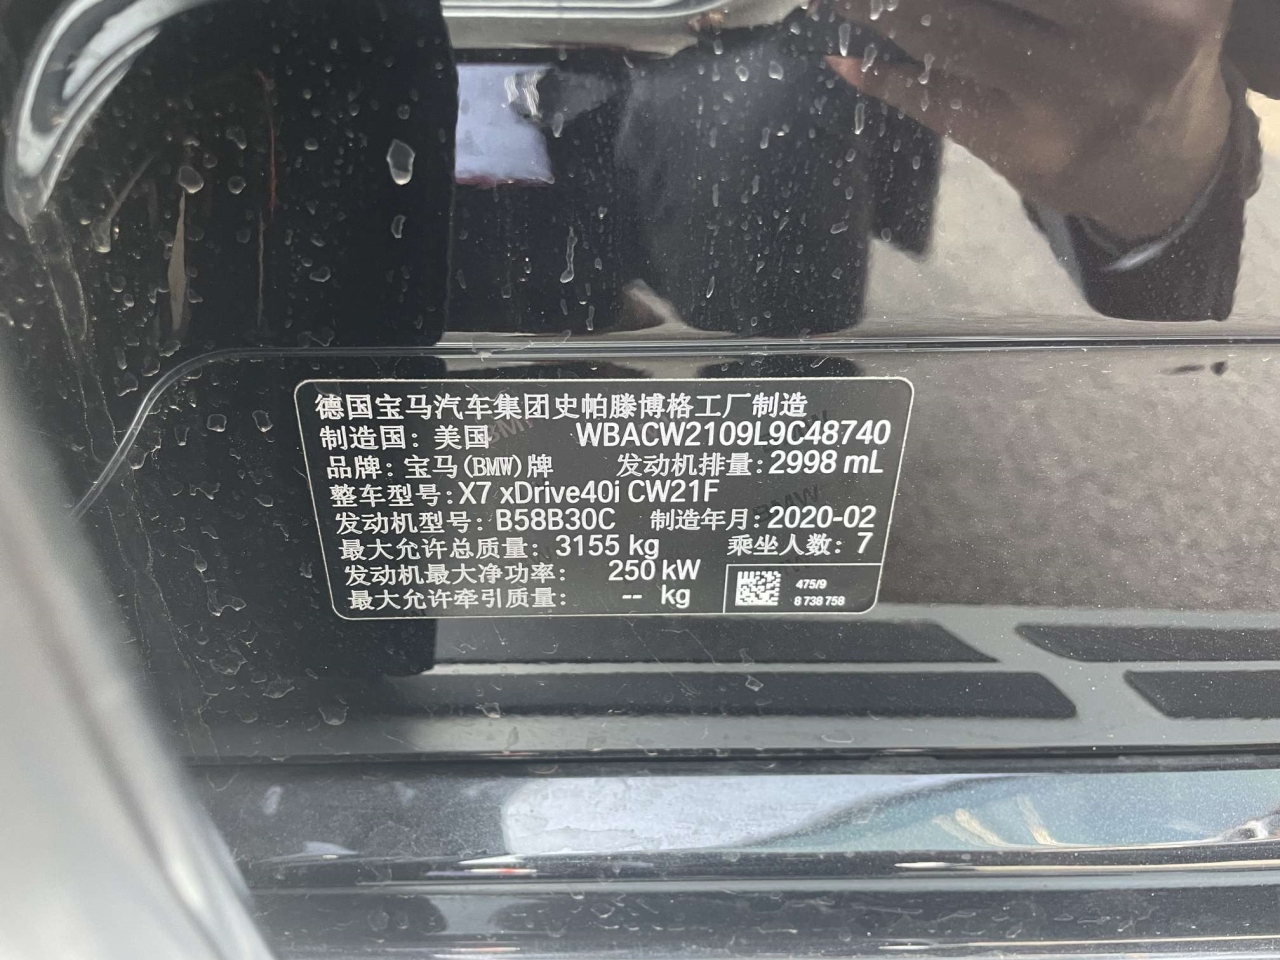 德国宝马汽车集团史帕滕博格工厂制造
制造国：美国 WBACW2109L9C48740
品牌：宝马(BMW)牌 发动机排量：2998 mL
整车型号：X7 xDrive40i CW21F
发动机型号：B58B30C 制造年月：2020-02
最大允许总质量：3155 kg 乘坐人数：7
发动机最大净功率：250 kW
最大允许牵引质量：-- kg
475/9
8 738 758